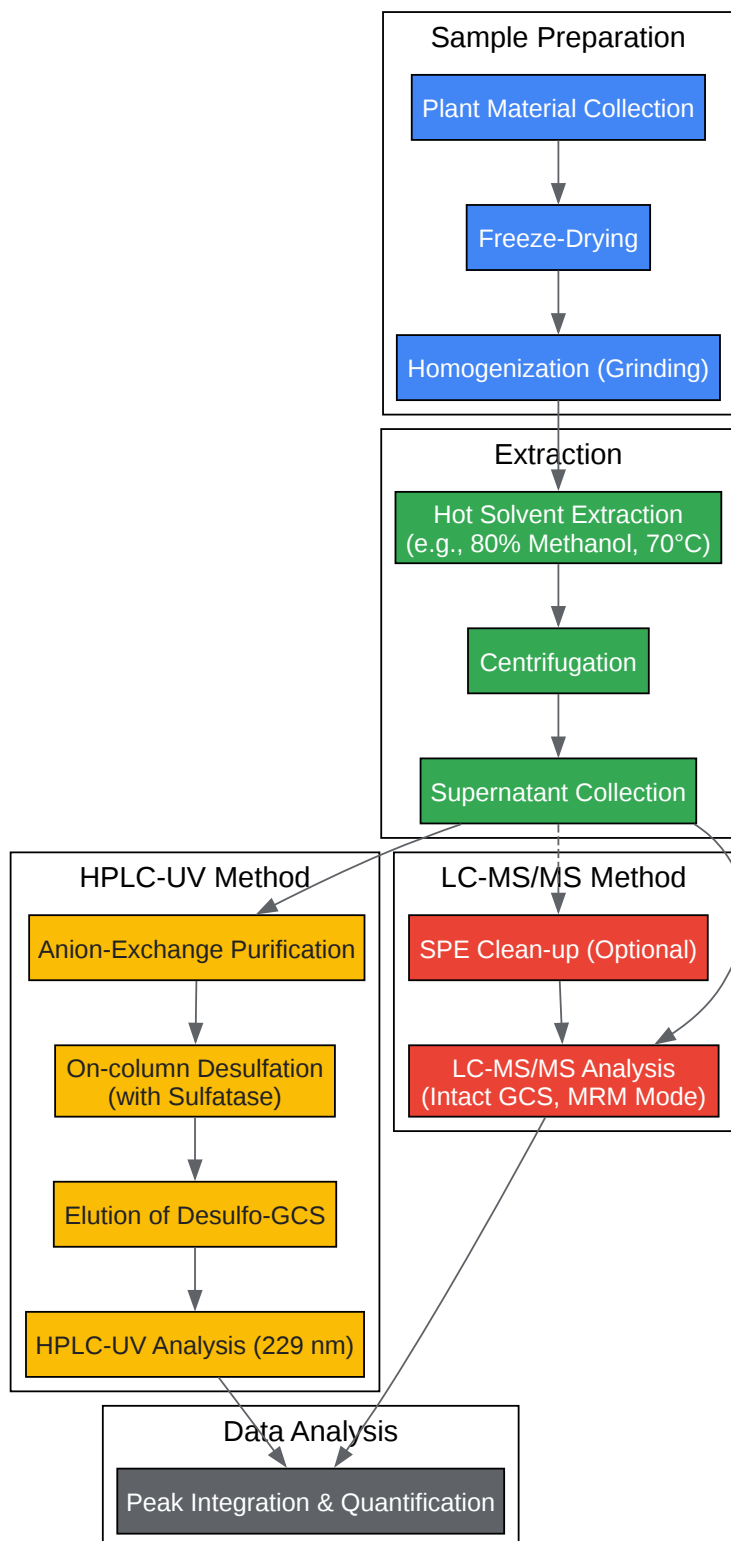 Sample Preparation
Plant Material Collection
Freeze-Drying
Homogenization (Grinding)
Extraction
Hot Solvent Extraction
(e.g., 80% Methanol, 70°C)
Centrifugation
Supernatant Collection
HPLC-UV Method
Anion-Exchange Purification
On-column Desulfation
(with Sulfatase)
Elution of Desulfo-GCS
HPLC-UV Analysis (229 nm)
LC-MS/MS Method
SPE Clean-up (Optional)
LC-MS/MS Analysis
(Intact GCS, MRM Mode)
Data Analysis
Peak Integration & Quantification